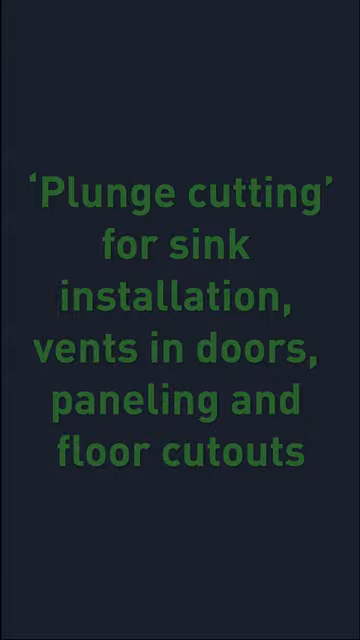 ‘Plunge cutting’
for sink
installation,
vents in doors,
paneling and
floor cutouts